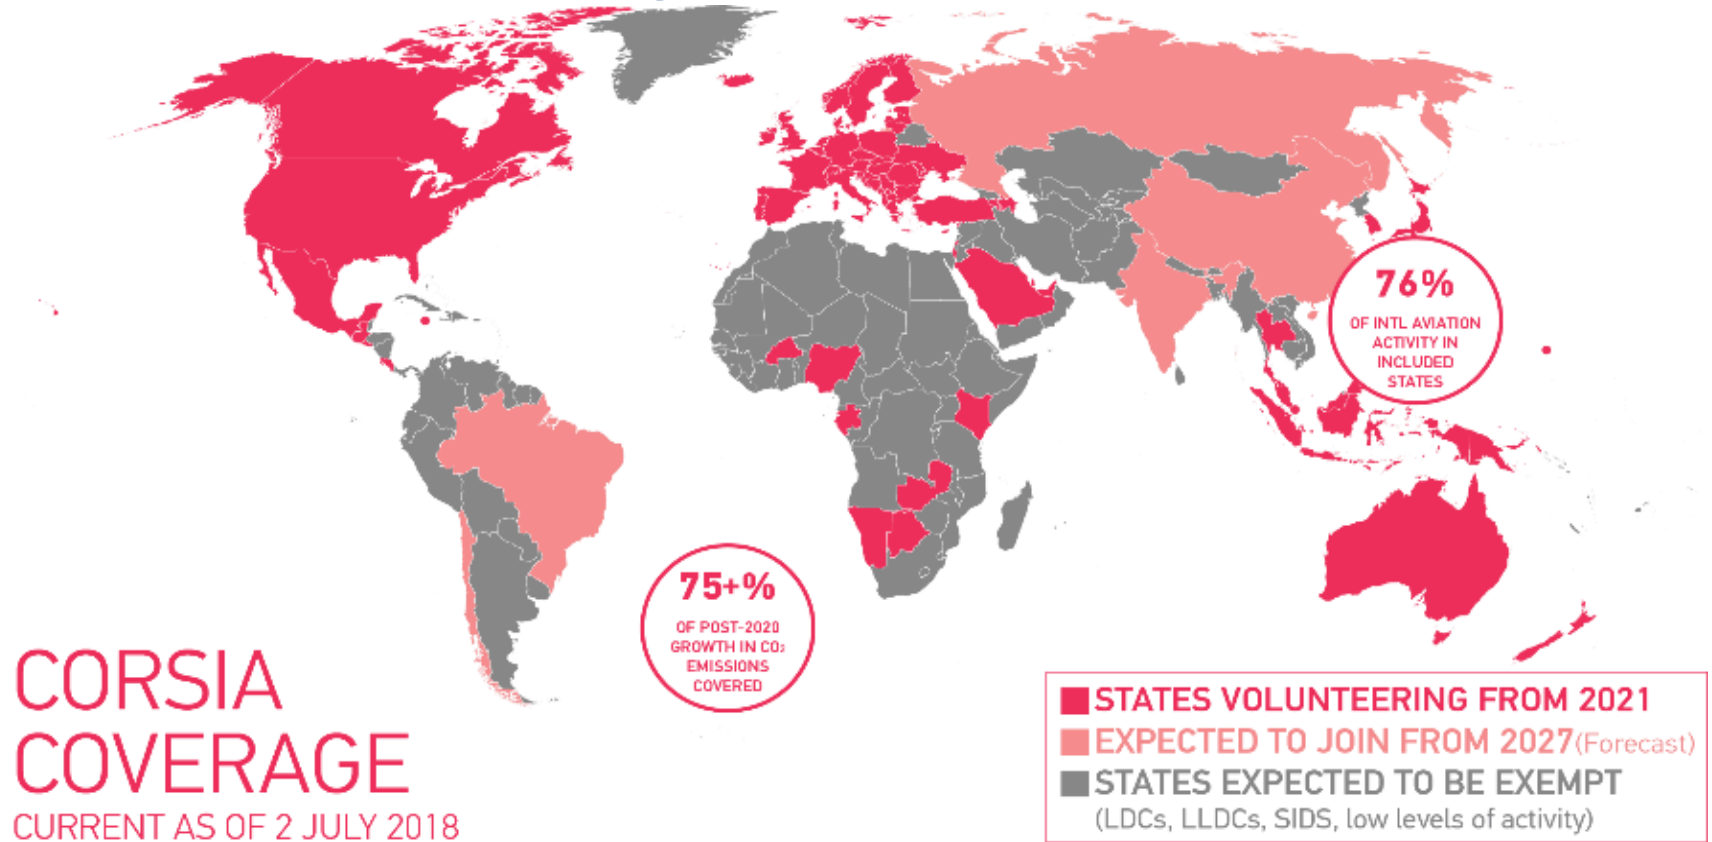 76%
OF INTL AVIATION
ACTIVITY IN
INCLUDED
STATES
75+%
OF POST-2020
GROWTH IN CO₂
EMISSIONS
COVERED
CORSIA
COVERAGE
CURRENT AS OF 2 JULY 2018
STATES VOLUNTEERING FROM 2021
EXPECTED TO JOIN FROM 2027(Forecast)
STATES EXPECTED TO BE EXEMPT
(LDCs, LLDCs, SIDS, low levels of activity)